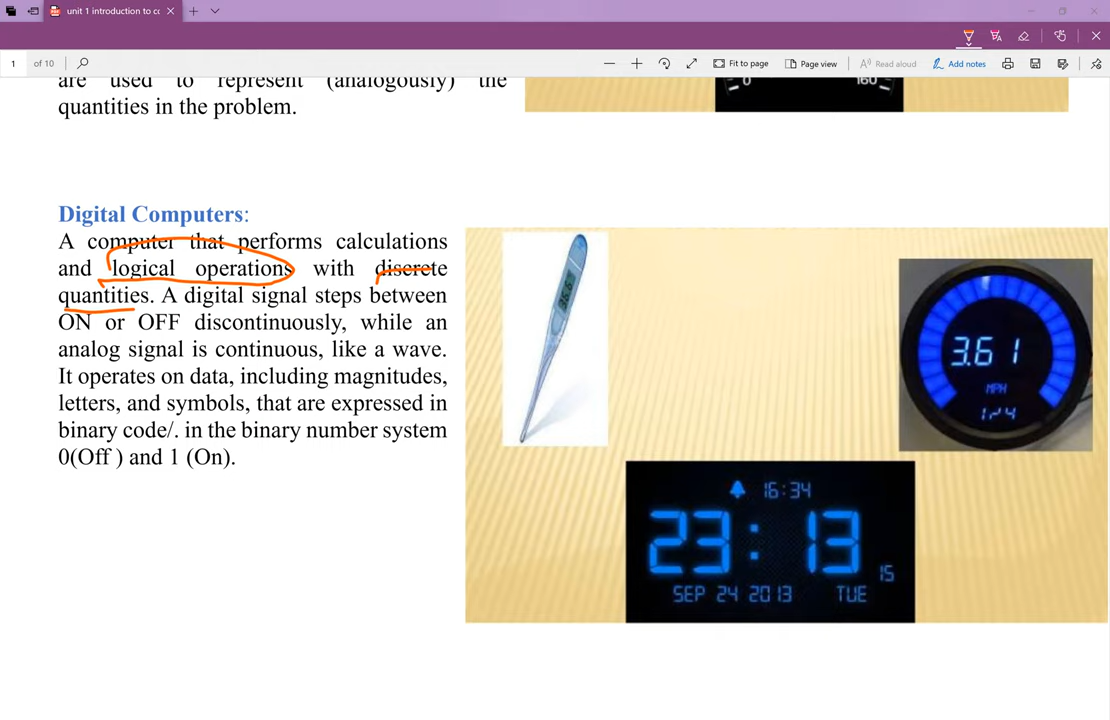 unit 1 introduction to cc
1 of 10
Fit to page
Page view
Read aloud
Add notes
are used to represent (analogously) the
quantities in the problem.
0 160
Digital Computers:
A computer that performs calculations
and logical operations with discrete
quantities. A digital signal steps between
ON or OFF discontinuously, while an
analog signal is continuous, like a wave.
It operates on data, including magnitudes,
letters, and symbols, that are expressed in
binary code/. in the binary number system
0(Off ) and 1 (On).
3.61
MPH
16:34
23:13
15
SEP 24 2013 TUE